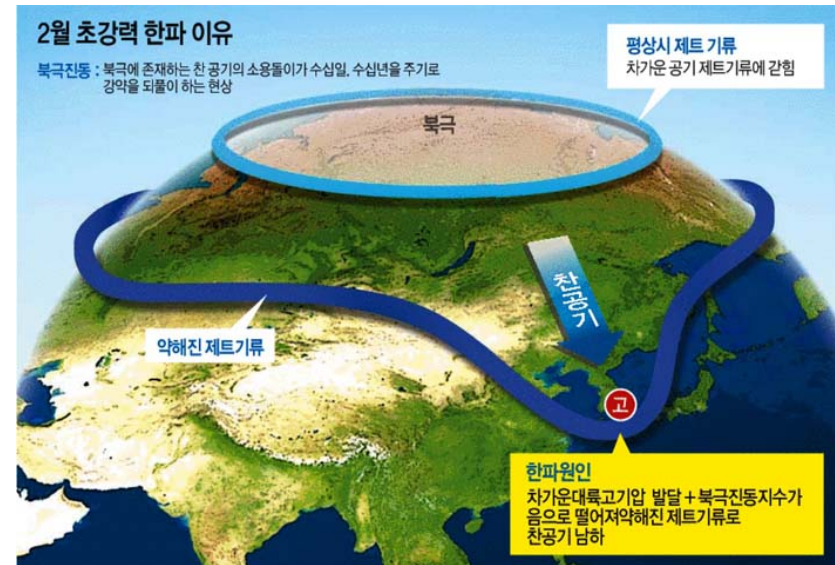 2월 초강력 한파 이유
북극진동 : 북극에 존재하는 찬 공기의 소용돌이가 수십일, 수십년을 주기로
강약을 되풀이 하는 현상
평상시 제트 기류
차가운 공기 제트기류에 갇힘
북극
찬공기
약해진 제트기류
고
한파원인
차가운대륙고기압 발달 + 북극진동지수가
음으로 떨어져약해진 제트기류로
찬공기 남하